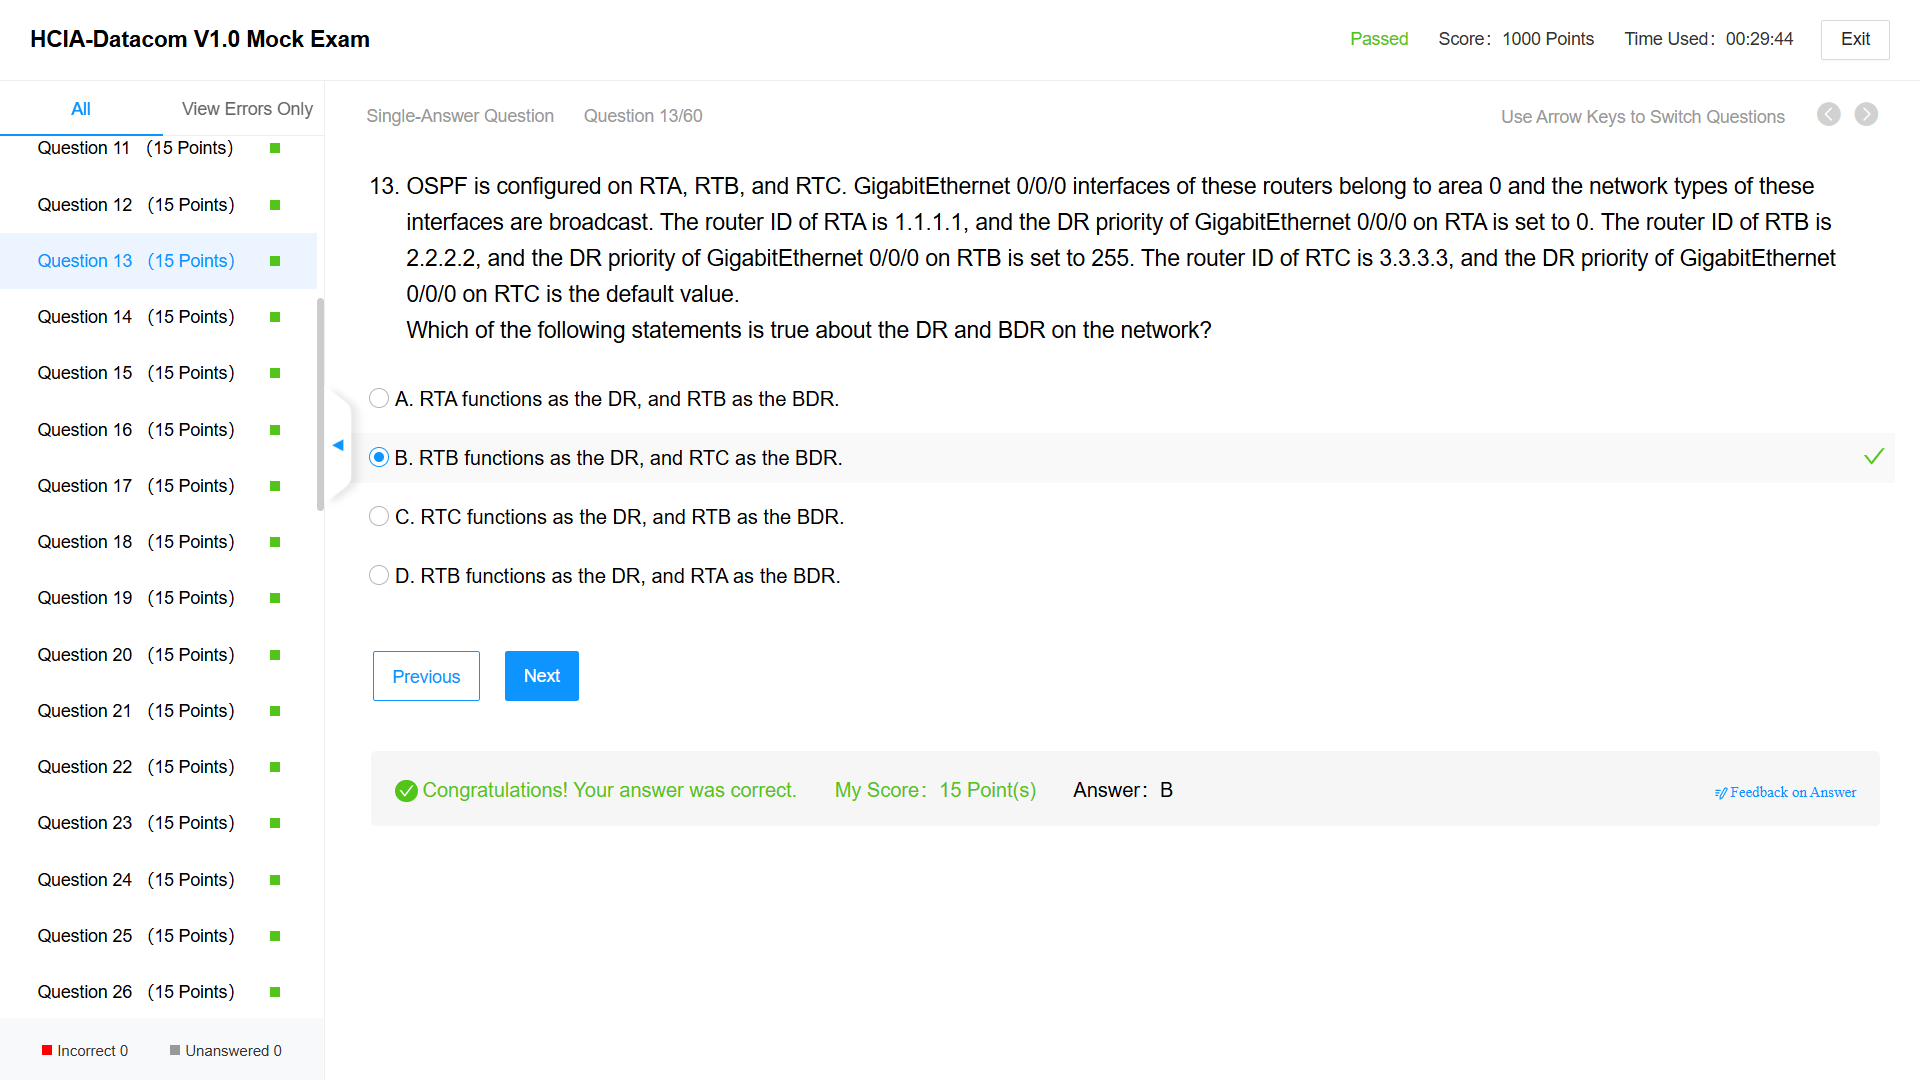 HCIA-Datacom V1.0 Mock Exam
Passed Score： 1000 Points Time Used： 00:29:44 Exit
All View Errors Only
Single-Answer Question Question 13/60 Use Arrow Keys to Switch Questions
Question 11 （15 Points）
Question 12 （15 Points）
Question 13 （15 Points）
Question 14 （15 Points）
Question 15 （15 Points）
Question 16 （15 Points）
Question 17 （15 Points）
Question 18 （15 Points）
Question 19 （15 Points）
Question 20 （15 Points）
Question 21 （15 Points）
Question 22 （15 Points）
Question 23 （15 Points）
Question 24 （15 Points）
Question 25 （15 Points）
Question 26 （15 Points）
Incorrect 0 Unanswered 0
13. OSPF is configured on RTA, RTB, and RTC. GigabitEthernet 0/0/0 interfaces of these routers belong to area 0 and the network types of these
interfaces are broadcast. The router ID of RTA is 1.1.1.1, and the DR priority of GigabitEthernet 0/0/0 on RTA is set to 0. The router ID of RTB is
2.2.2.2, and the DR priority of GigabitEthernet 0/0/0 on RTB is set to 255. The router ID of RTC is 3.3.3.3, and the DR priority of GigabitEthernet
0/0/0 on RTC is the default value.
Which of the following statements is true about the DR and BDR on the network?
A. RTA functions as the DR, and RTB as the BDR.
B. RTB functions as the DR, and RTC as the BDR.
C. RTC functions as the DR, and RTB as the BDR.
D. RTB functions as the DR, and RTA as the BDR.
Previous Next
Congratulations! Your answer was correct. My Score： 15 Point(s) Answer： B Feedback on Answer